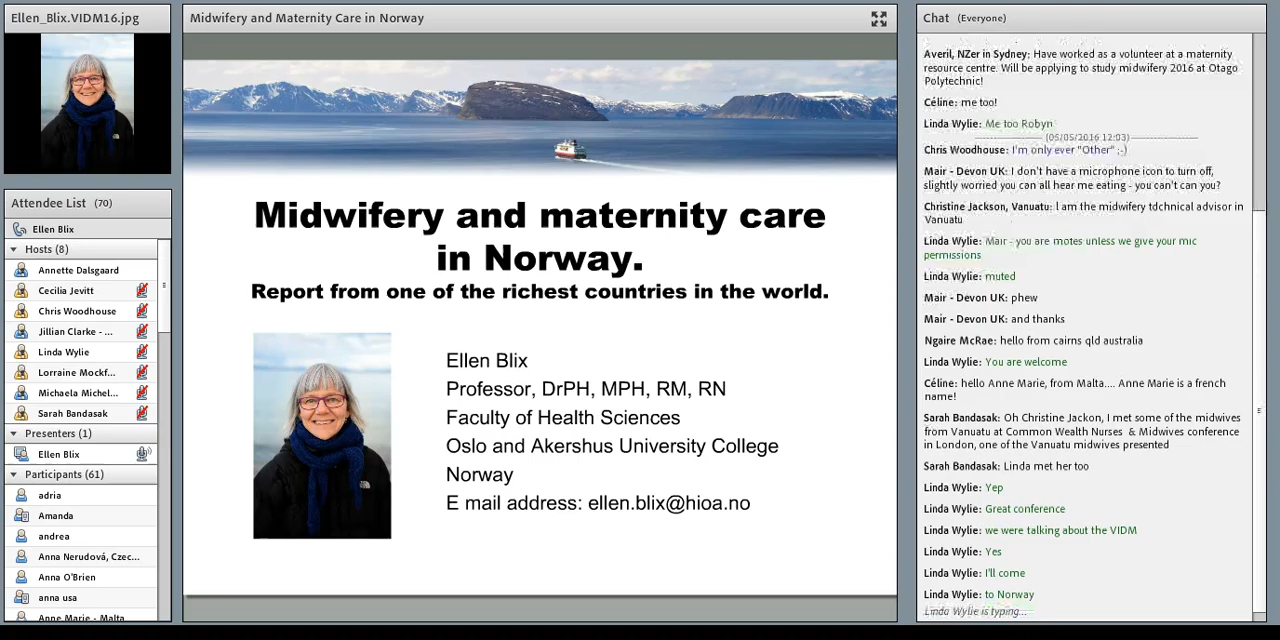 Ellen_Blix.VIDM16.jpg
Attendee List (70)
Ellen Blix
Hosts (8)
Annette Dalsgaard
Cecilia Jevitt
Chris Woodhouse
Jillian Clarke - ...
Linda Wylie
Lorraine Mockf...
Michaela Michel...
Sarah Bandasak
Presenters (1)
Ellen Blix
Participants (61)
adria
Amanda
andrea
Anna Nerudová, Czec...
Anna O'Brien
anna usa
Anne Marie - Malta
Midwifery and Maternity Care in Norway
Midwifery and maternity care
in Norway.
Report from one of the richest countries in the world.
Ellen Blix
Professor, DrPH, MPH, RM, RN
Faculty of Health Sciences
Oslo and Akershus University College
Norway
E mail address: ellen.blix@hioa.no
Chat (Everyone)
Averil, NZer in Sydney: Have worked as a volunteer at a maternity
resource centre. Will be applying to study midwifery 2016 at Otago
Polytechnic!
Céline: me too!
Linda Wylie: Me too Robyn
(05/05/2016 12:03)
Chris Woodhouse: I'm only ever "Other" ;-)
Mair - Devon UK: I don't have a microphone icon to turn off,
slightly worried you can all hear me eating - you can't can you?
Christine Jackson, Vanuatu: I am the midwifery tdchnical advisor in
Vanuatu
Linda Wylie: Mair - you are motes unless we give your mic
permissions
Linda Wylie: muted
Mair - Devon UK: phew
Mair - Devon UK: and thanks
Ngaire McRae: hello from cairns qld australia
Linda Wylie: You are welcome
Céline: hello Anne Marie, from Malta.... Anne Marie is a french
name!
Sarah Bandasak: Oh Christine Jackon, I met some of the midwives
from Vanuatu at Common Wealth Nurses & Midwives conference
in London, one of the Vanuatu midwives presented
Sarah Bandasak: Linda met her too
Linda Wylie: Yep
Linda Wylie: Great conference
Linda Wylie: we were talking about the VIDM
Linda Wylie: Yes
Linda Wylie: I'll come
Linda Wylie: to Norway
Linda Wylie is typing...